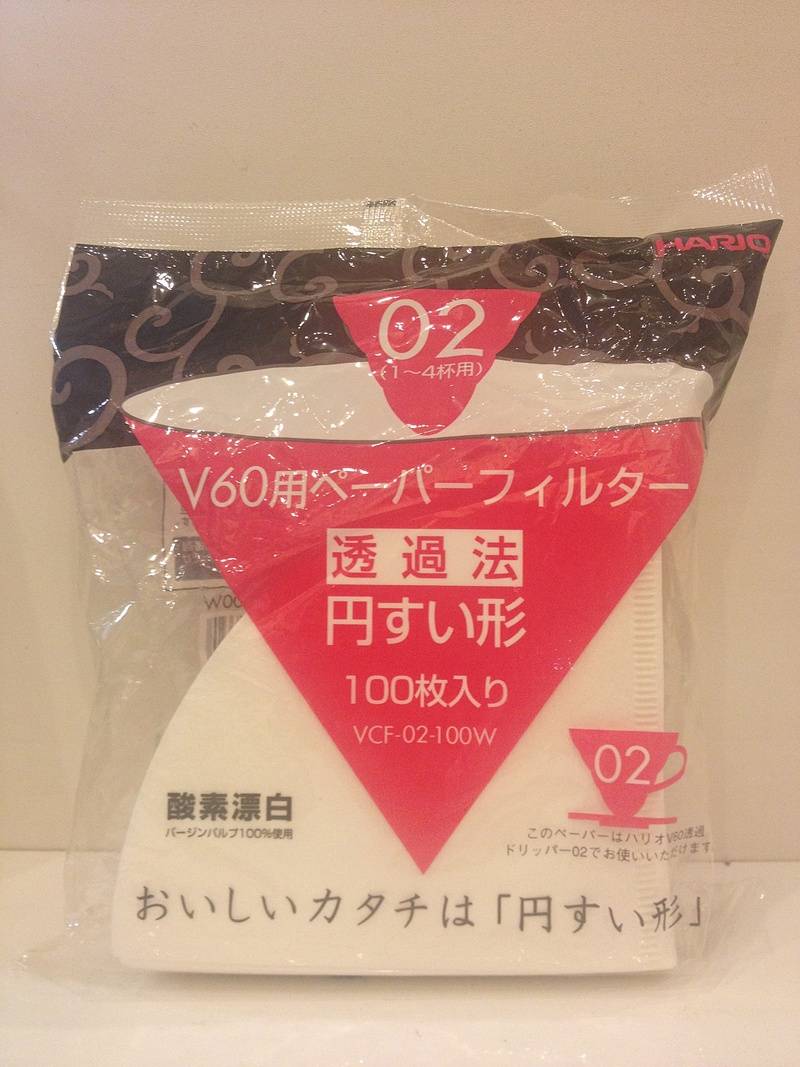 HARIO
02
(1〜4杯用)
V60用ペーパーフィルター
透過法
円すい形
100枚入り
VCF-02-100W
02
酸素漂白
バージンパルプ100%使用
このペーパーはハリオV60透過
ドリッパー02でお使いいただけます
おいしいカタチは「円すい形」